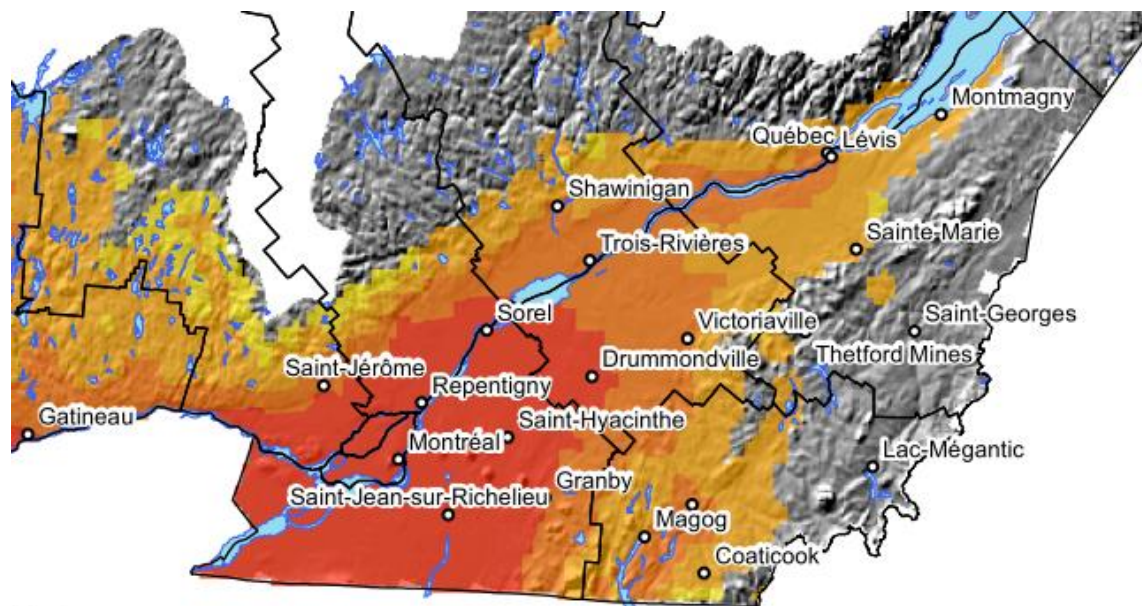 Montmagny
Québec
Lévis
Shawinigan
Trois-Rivières
Sainte-Marie
Sorel
Victoriaville
Saint-Georges
Saint-Jérôme
Drummondville
Thetford Mines
Repentigny
Gatineau
Saint-Hyacinthe
Montréal
Lac-Mégantic
Granby
Saint-Jean-sur-Richelieu
Magog
Coaticook